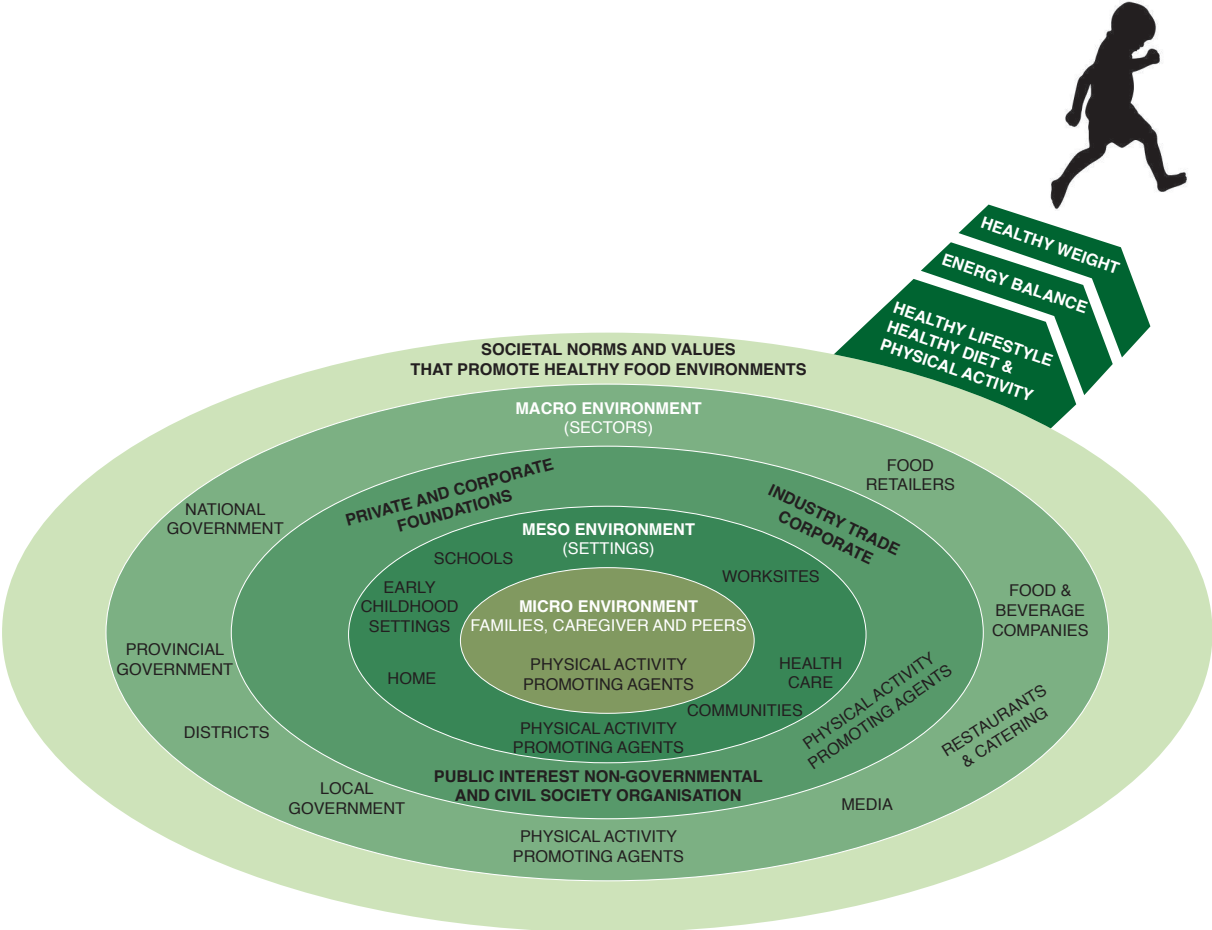 HEALTHY WEIGHT
ENERGY BALANCE
HEALTHY LIFESTYLE
HEALTHY DIET &
PHYSICAL ACTIVITY
SOCIETAL NORMS AND VALUES
THAT PROMOTE HEALTHY FOOD ENVIRONMENTS
MACRO ENVIRONMENT
(SECTORS)
FOOD
RETAILERS
PRIVATE AND CORPORATE
FOUNDATIONS
INDUSTRY TRADE
CORPORATE
NATIONAL
GOVERNMENT
MESO ENVIRONMENT
(SETTINGS)
SCHOOLS
WORKSITES
EARLY
CHILDHOOD
SETTINGS
MICRO ENVIRONMENT
FAMILIES, CAREGIVER AND PEERS
FOOD &
BEVERAGE
COMPANIES
PROVINCIAL
GOVERNMENT
HOME
PHYSICAL ACTIVITY
PROMOTING AGENTS
HEALTH
CARE
PHYSICAL ACTIVITY
PROMOTING AGENTS
RESTAURANTS
& CATERING
COMMUNITIES
DISTRICTS
PHYSICAL ACTIVITY
PROMOTING AGENTS
PUBLIC INTEREST NON-GOVERNMENTAL
AND CIVIL SOCIETY ORGANISATION
LOCAL
GOVERNMENT
MEDIA
PHYSICAL ACTIVITY
PROMOTING AGENTS